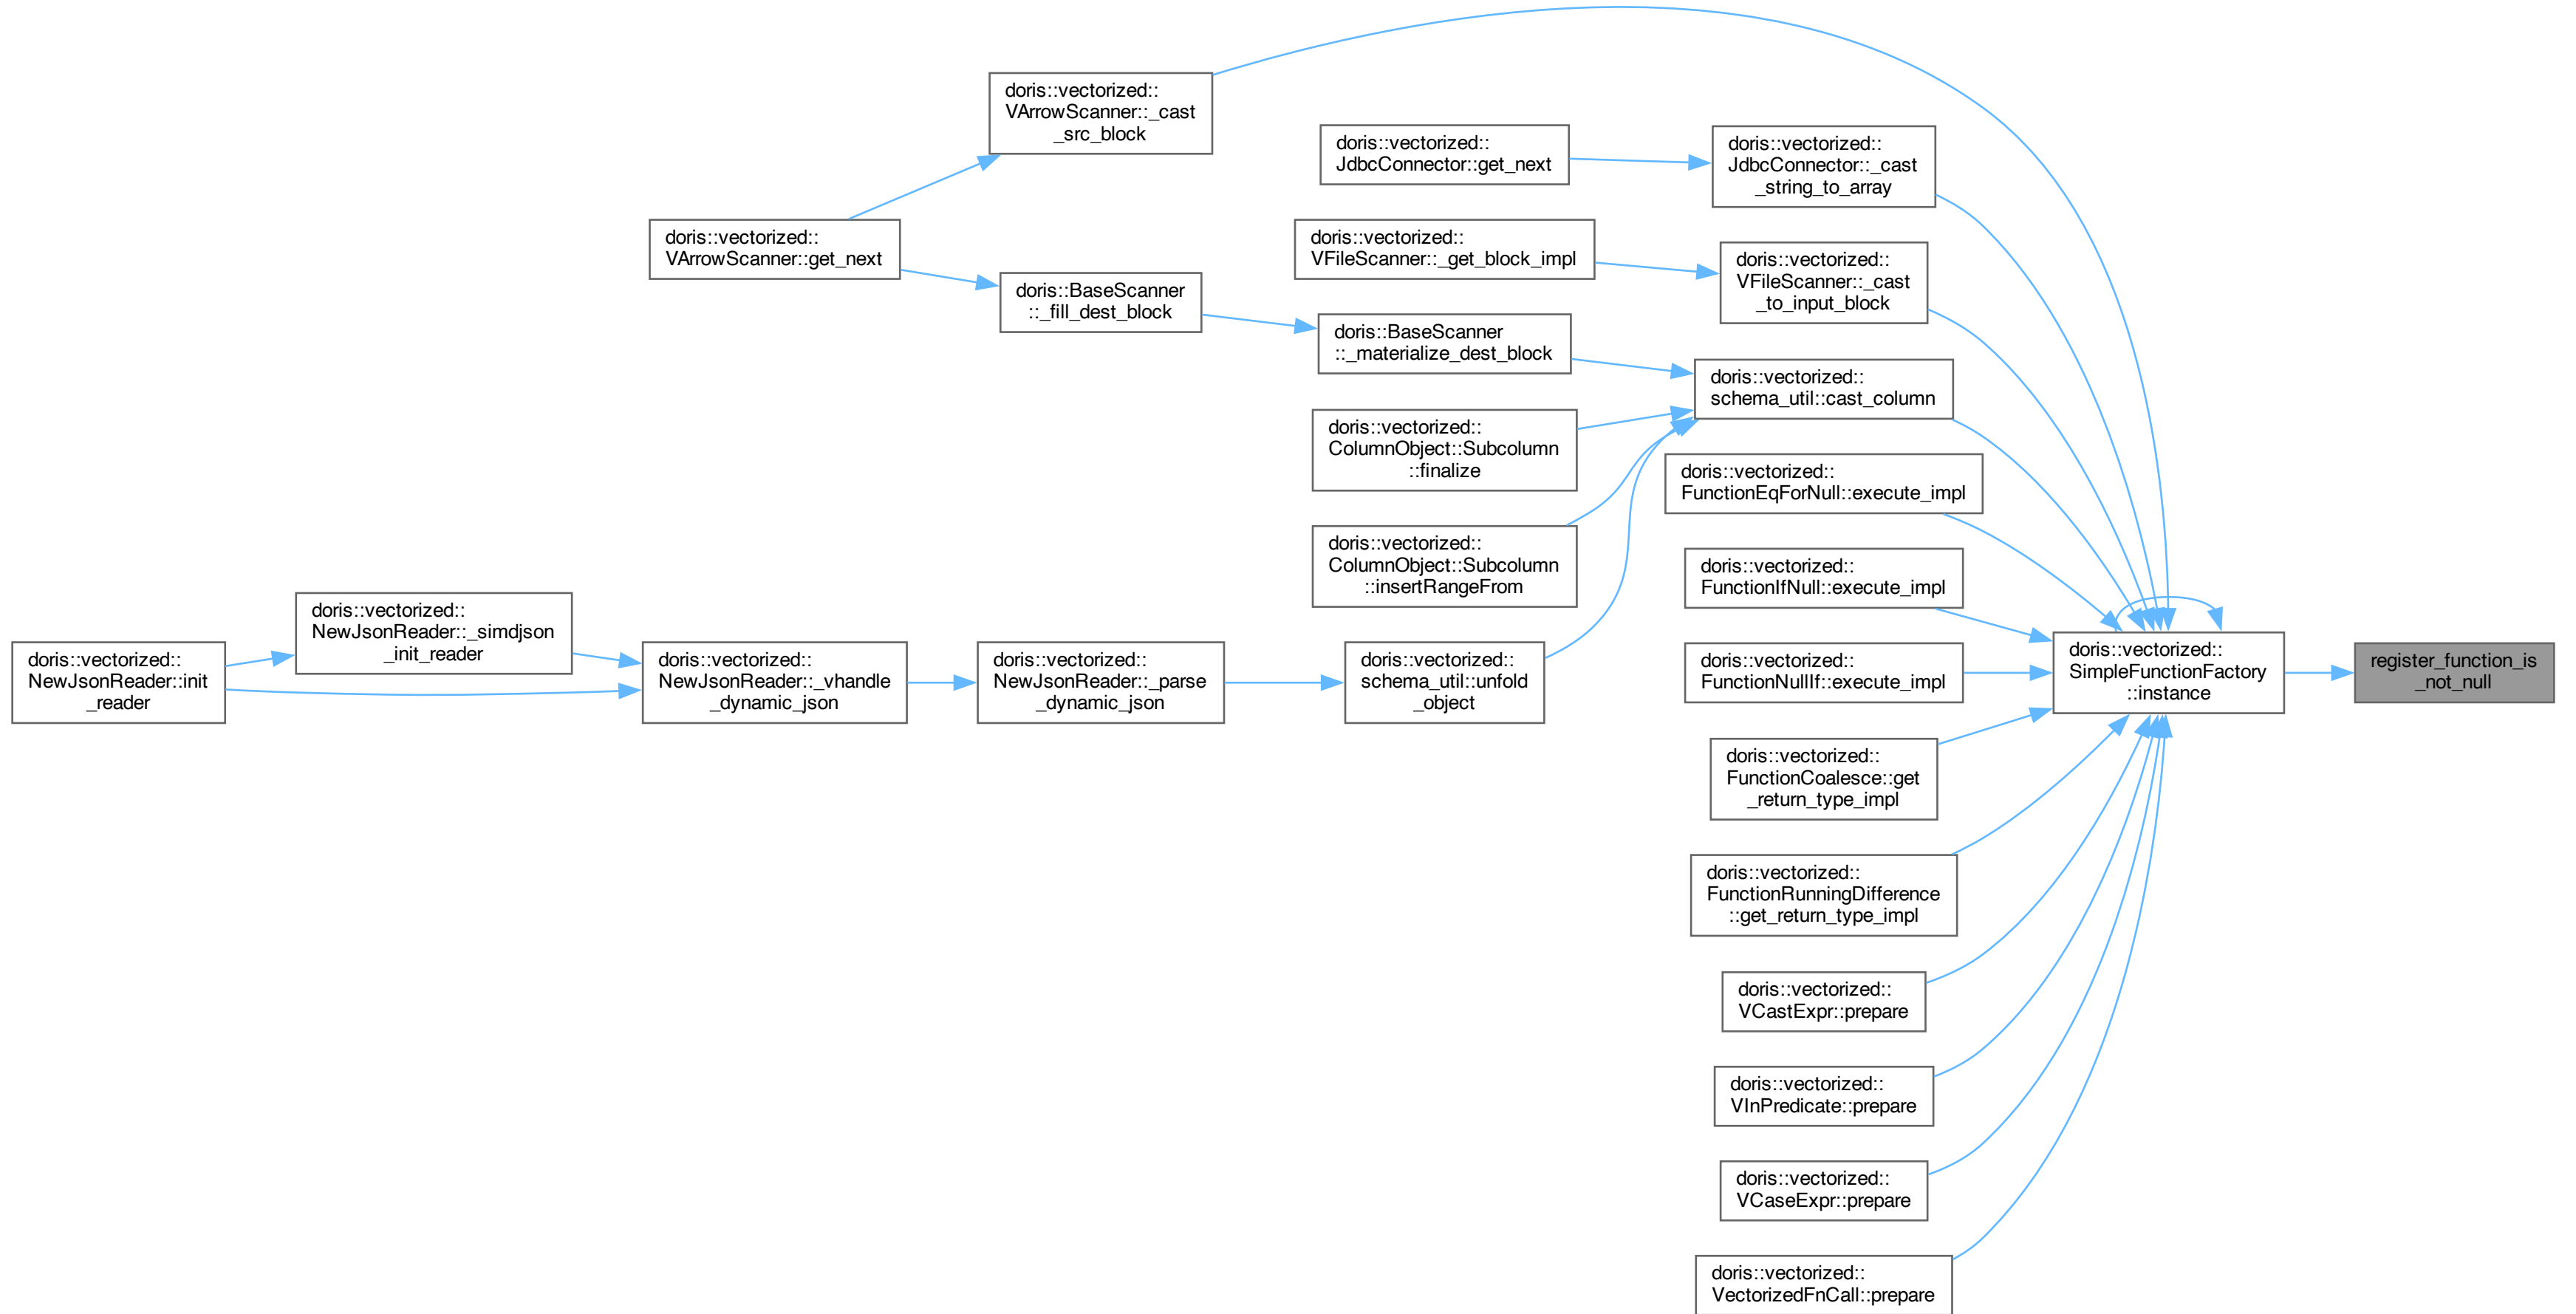 doris::vectorized::
VArrowScanner::_cast
_src_block
doris::vectorized::
JdbcConnector::get_next
doris::vectorized::
JdbcConnector::_cast
_string_to_array
doris::vectorized::
VArrowScanner::get_next
doris::vectorized::
VFileScanner::_get_block_impl
doris::vectorized::
VFileScanner::_cast
_to_input_block
doris::BaseScanner
::_fill_dest_block
doris::BaseScanner
::_materialize_dest_block
doris::vectorized::
schema_util::cast_column
doris::vectorized::
ColumnObject::Subcolumn
::finalize
doris::vectorized::
FunctionEqForNull::execute_impl
doris::vectorized::
ColumnObject::Subcolumn
::insertRangeFrom
doris::vectorized::
FunctionIfNull::execute_impl
doris::vectorized::
NewJsonReader::init
_reader
doris::vectorized::
NewJsonReader::_simdjson
_init_reader
doris::vectorized::
NewJsonReader::_vhandle
_dynamic_json
doris::vectorized::
NewJsonReader::_parse
_dynamic_json
doris::vectorized::
schema_util::unfold
_object
doris::vectorized::
FunctionNullIf::execute_impl
doris::vectorized::
SimpleFunctionFactory
::instance
register_function_is
_not_null
doris::vectorized::
FunctionCoalesce::get
_return_type_impl
doris::vectorized::
FunctionRunningDifference
::get_return_type_impl
doris::vectorized::
VCastExpr::prepare
doris::vectorized::
VInPredicate::prepare
doris::vectorized::
VCaseExpr::prepare
doris::vectorized::
VectorizedFnCall::prepare